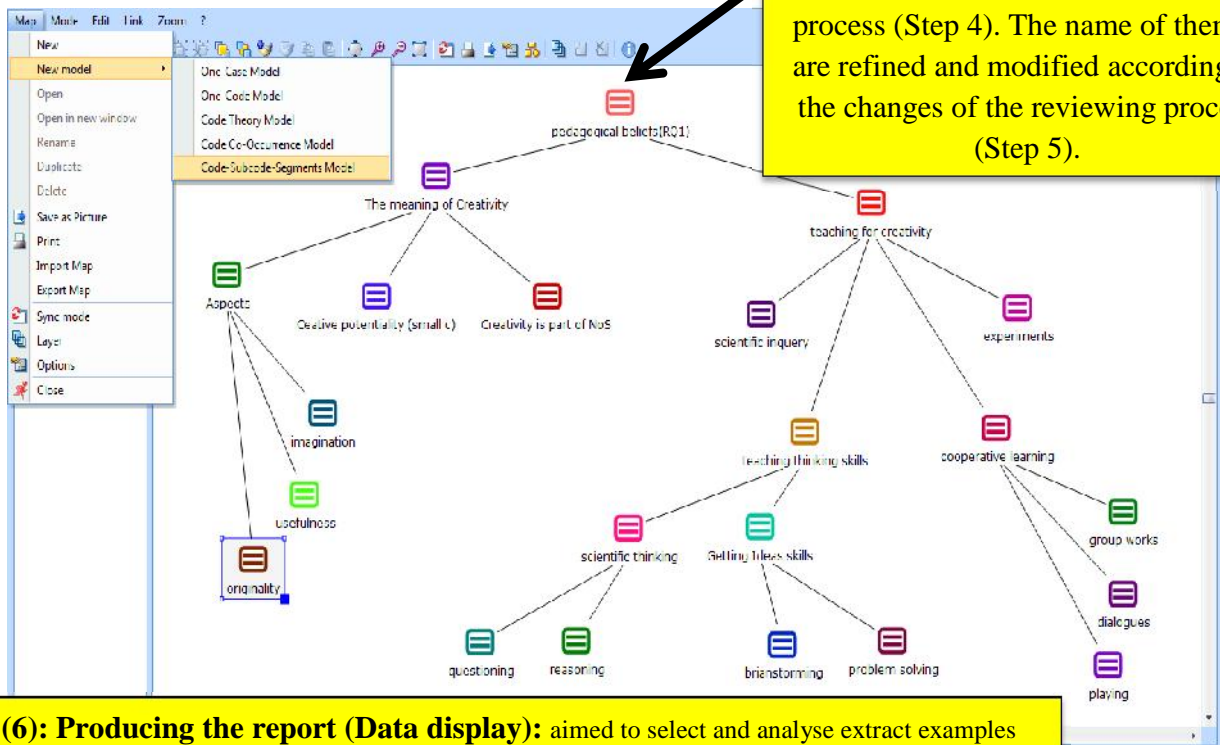 Map Mode Edit Link Zoom ?
New
New model
Open
Open in new window
Rename
Duplicate
Delete
Save as Picture
Print
Import Map
Export Map
Sync mode
Layer
Options
Close
One-Case Model
One-Code Model
Code Theory Model
Code Co-Occurrence Model
Code-Subcode-Segments Model
process (Step 4). The name of
are refined and modified
the changes of the reviewing
(Step 5).
pedagogical beliefs(RQ1)
The meaning of Creativity
teaching for creativity
Aspects
Ceative potentiality (small c)
Creativity is part of NoS
scientific inquery
experiments
imagination
usefulness
originality
teaching thinking skills
cooperative learning
scientific thinking
Getting Ideas skills
group works
dialogues
playing
questioning
reasoning
brianstorming
problem solving
(6): Producing the report (Data display): aimed to select and analyse extract examples